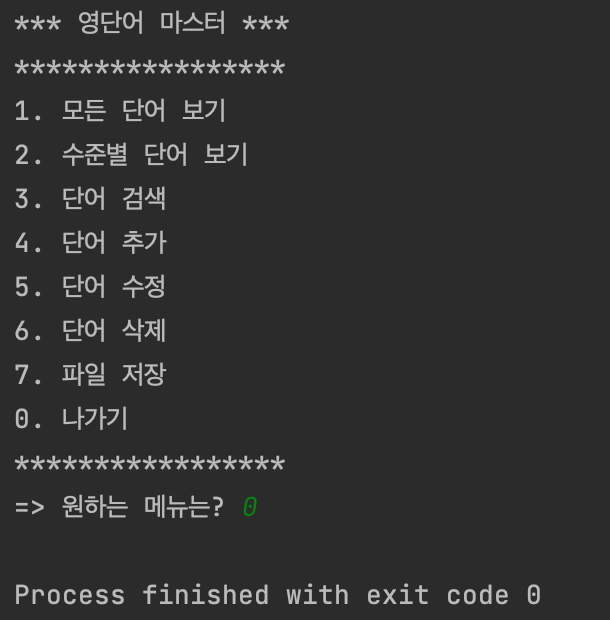 *** 영단어 마스터 ***
*****************
1. 모든 단어 보기
2. 수준별 단어 보기
3. 단어 검색
4. 단어 추가
5. 단어 수정
6. 단어 삭제
7. 파일 저장
0. 나가기
*****************
=> 원하는 메뉴는? 0
Process finished with exit code 0